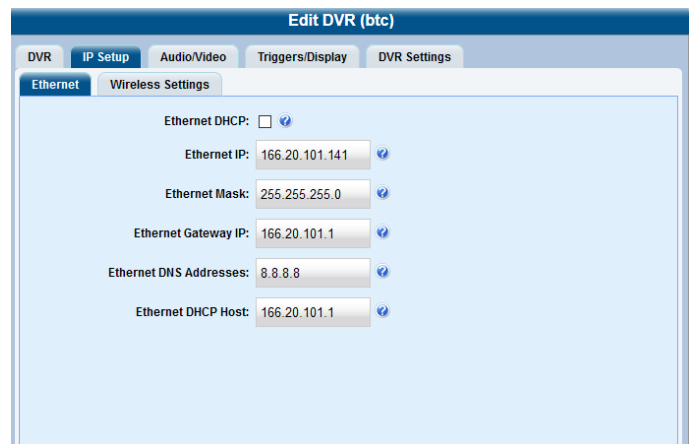 Edit DVR (btc)
DVR IP Setup Audio/Video Triggers/Display DVR Settings
Ethernet Wireless Settings
Ethernet DHCP: ?
Ethernet IP: 166.20.101.141 ?
Ethernet Mask: 255.255.255.0 ?
Ethernet Gateway IP: 166.20.101.1 ?
Ethernet DNS Addresses: 8.8.8.8 ?
Ethernet DHCP Host: 166.20.101.1 ?